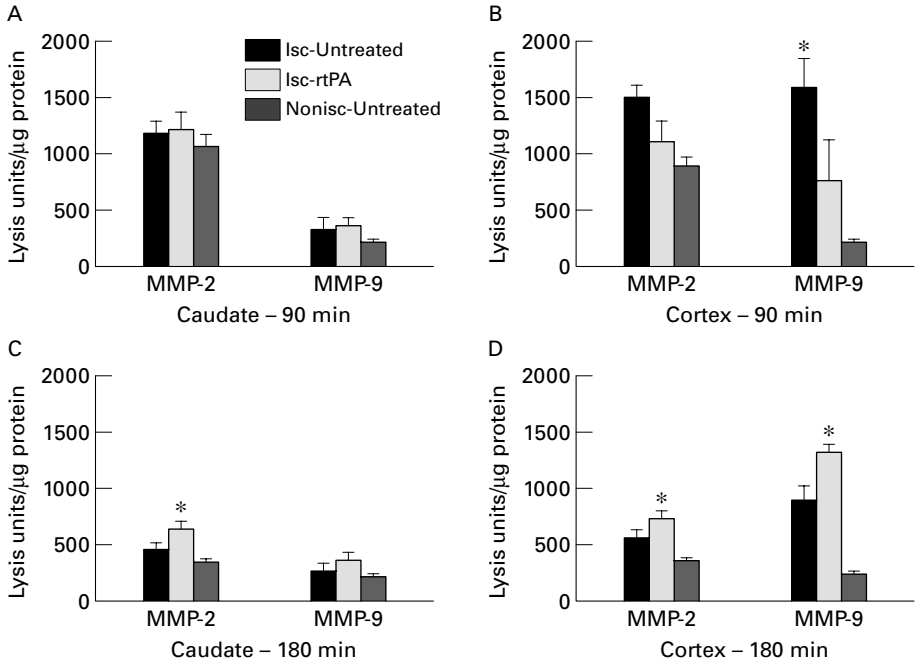 A
Lysis units/µg protein
2000
1500
1000
500
0
Isc-Untreated
Isc-rtPA
Nonisc-Untreated
MMP-2 MMP-9
Caudate – 90 min
B
Lysis units/µg protein
2000
1500
1000
500
0
*
MMP-2 MMP-9
Cortex – 90 min
C
Lysis units/µg protein
2000
1500
1000
500
0
*
MMP-2 MMP-9
Caudate – 180 min
D
Lysis units/µg protein
2000
1500
1000
500
0
*
*
MMP-2 MMP-9
Cortex – 180 min